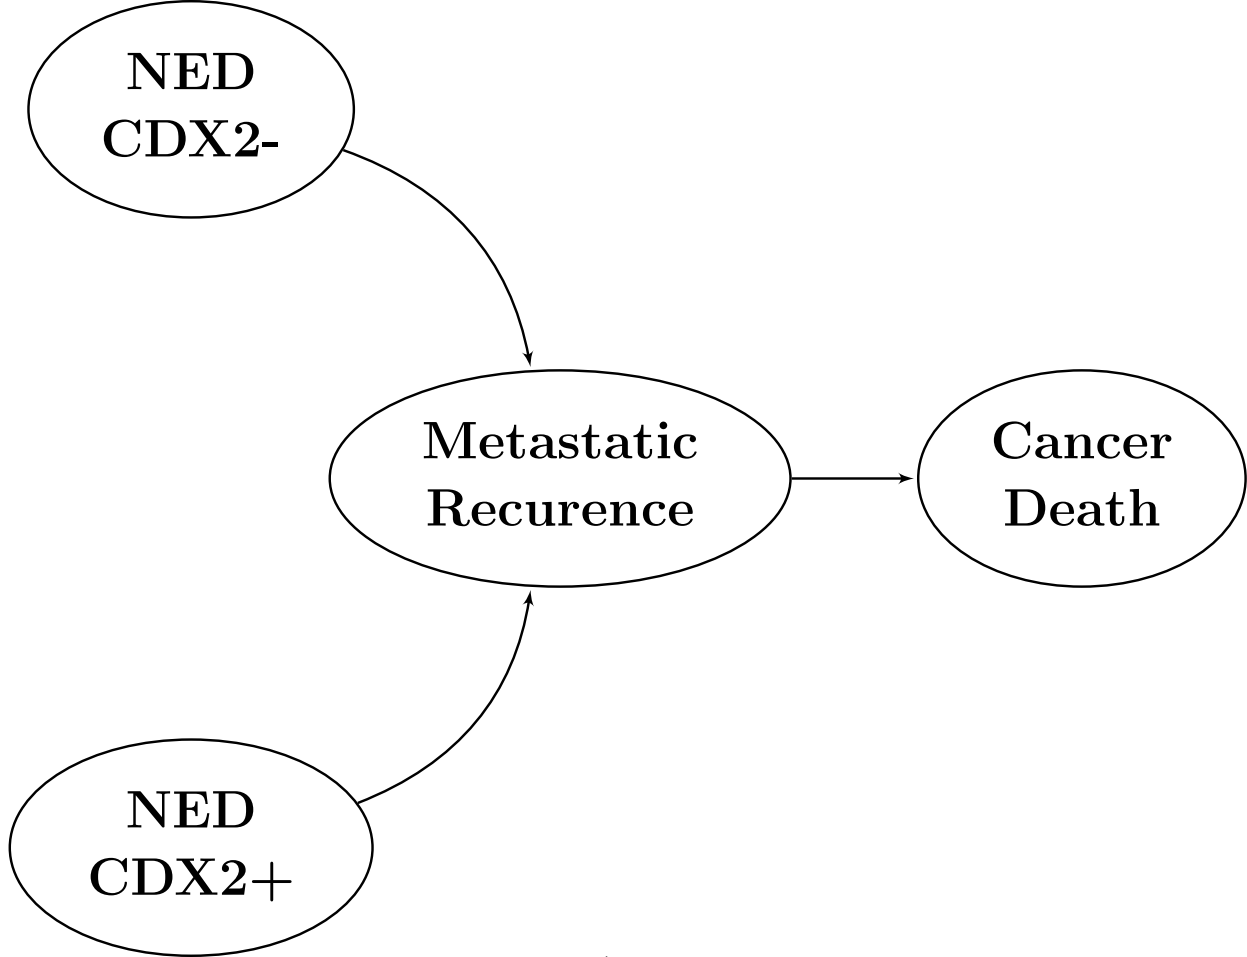 NED
CDX2-
Metastatic
Recurence
Cancer
Death
NED
CDX2+